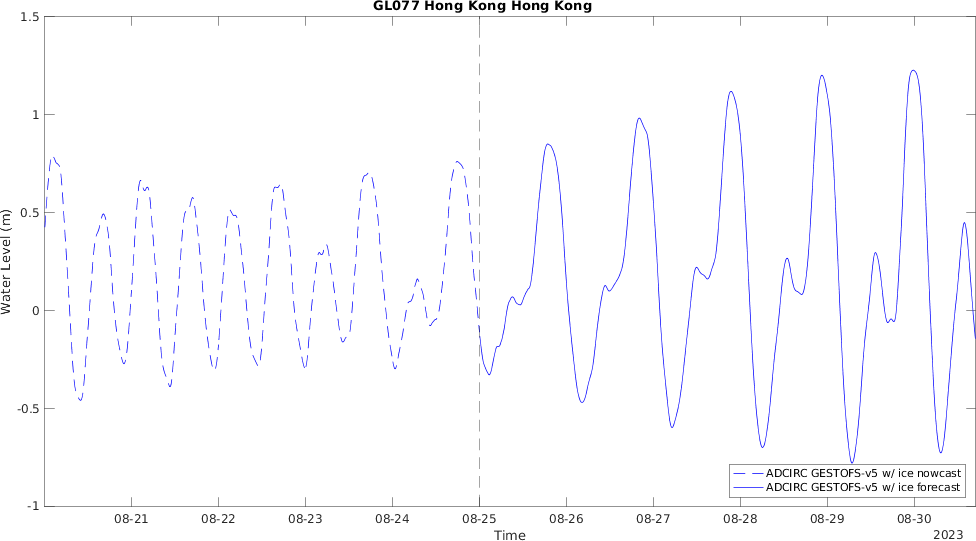 GL077 Hong Kong Hong Kong
1.5
1
0.5
0
-0.5
-1
Water Level (m)
08-21 08-22 08-23 08-24 08-25 08-26 08-27 08-28 08-29 08-30
Time
2023
ADCIRC GESTOFS-v5 w/ ice nowcast
ADCIRC GESTOFS-v5 w/ ice forecast